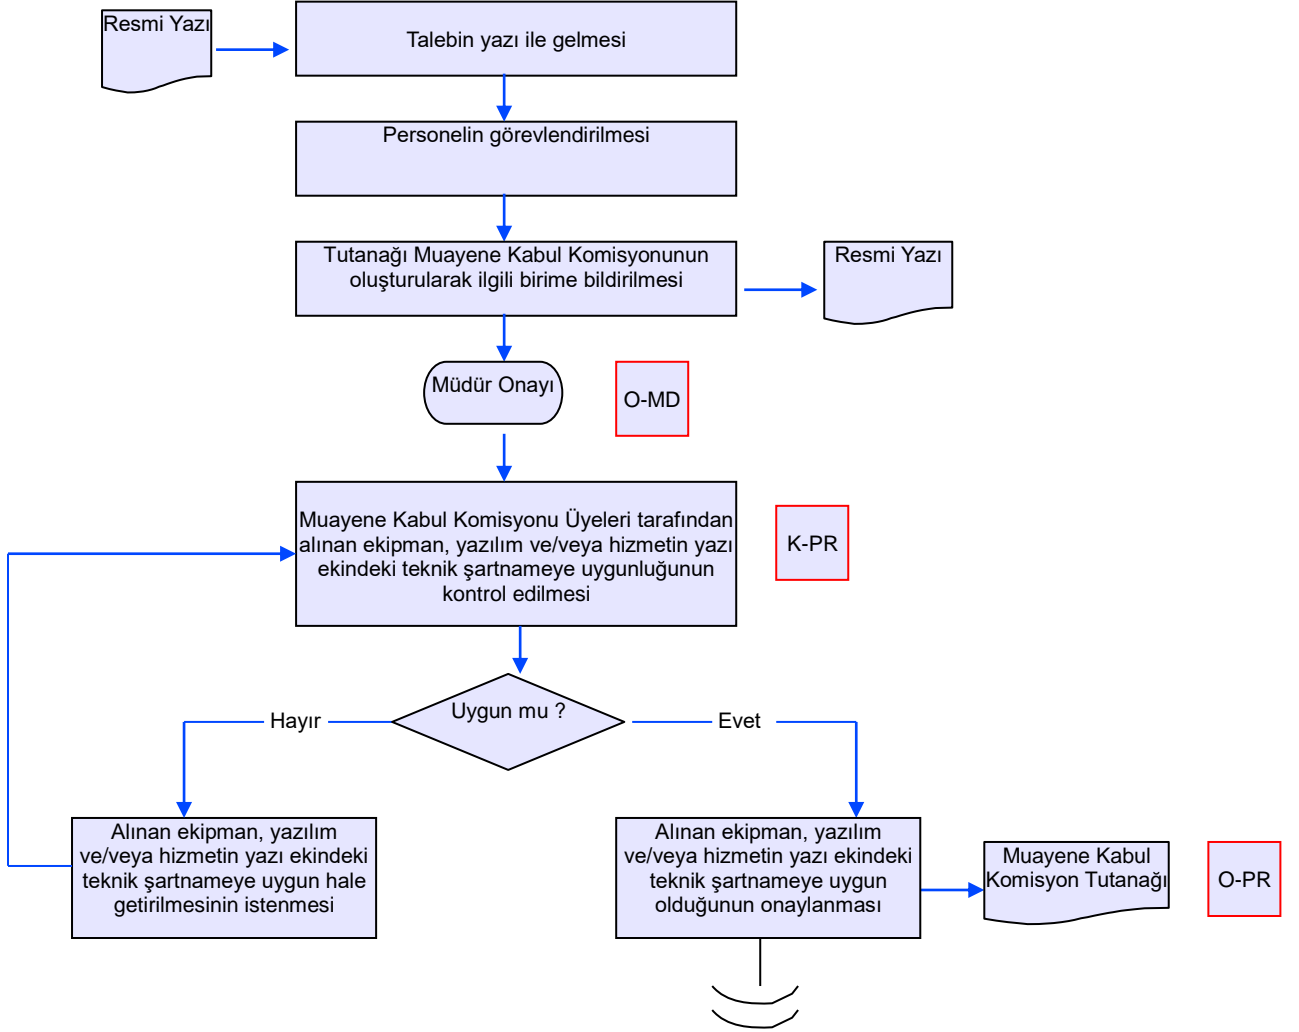 Resmi Yazı
Talebin yazı ile gelmesi
Personelin görevlendirilmesi
Tutanağı Muayene Kabul Komisyonunun
oluşturularak ilgili birime bildirilmesi
Resmi Yazı
Müdür Onayı
O-MD
Muayene Kabul Komisyonu Üyeleri tarafından
alınan ekipman, yazılım ve/veya hizmetin yazı
ekindeki teknik şartnameye uygunluğunun
kontrol edilmesi
K-PR
Uygun mu ?
Hayır
Evet
Alınan ekipman, yazılım
ve/veya hizmetin yazı ekindeki
teknik şartnameye uygun hale
getirilmesinin istenmesi
Alınan ekipman, yazılım
ve/veya hizmetin yazı ekindeki
teknik şartnameye uygun
olduğunun onaylanması
Muayene Kabul
Komisyon Tutanağı
O-PR